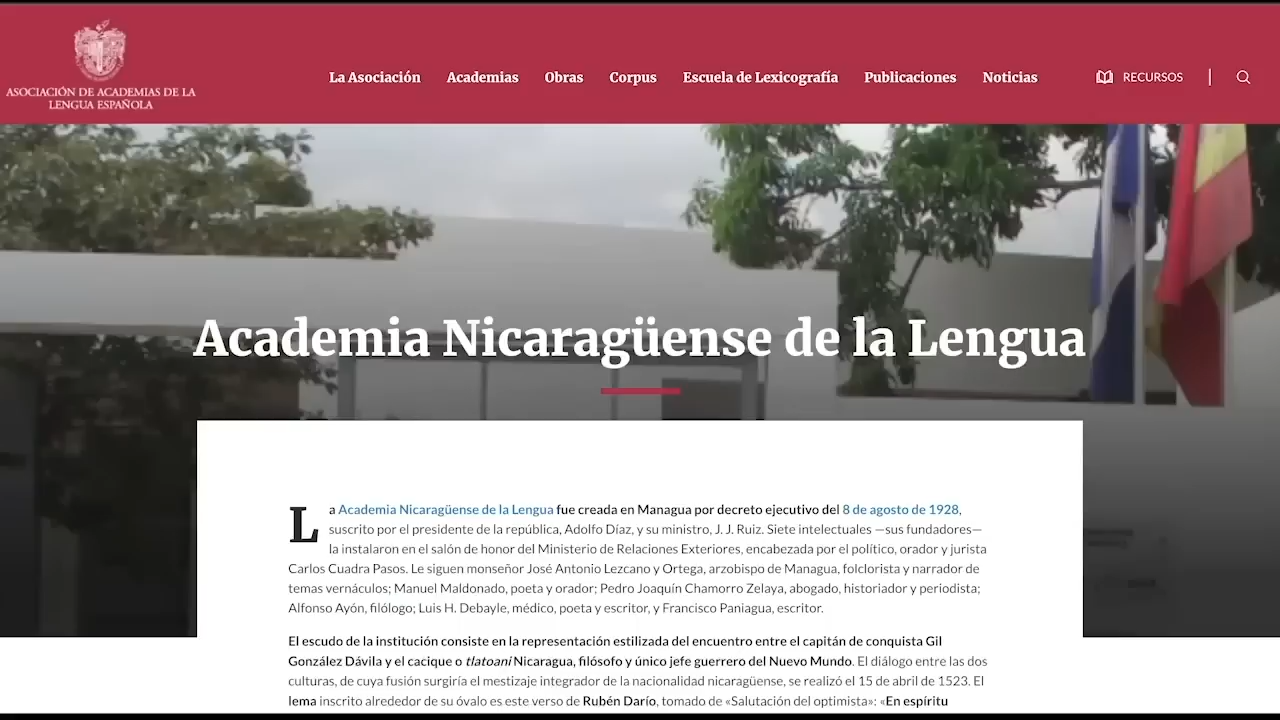 ASOCIACIÓN DE ACADEMIAS DE LA
LENGUA ESPAÑOLA
La Asociación Academias Obras Corpus Escuela de Lexicografía Publicaciones Noticias RECURSOS
Academia Nicaragüense de la Lengua
La Academia Nicaragüense de la Lengua fue creada en Managua por decreto ejecutivo del 8 de agosto de 1928,
suscrito por el presidente de la república, Adolfo Díaz, y su ministro, J. J. Ruiz. Siete intelectuales —sus fundadores—
la instalaron en el salón de honor del Ministerio de Relaciones Exteriores, encabezada por el político, orador y jurista
Carlos Cuadra Pasos. Le siguen monseñor José Antonio Lezcano y Ortega, arzobispo de Managua, folclorista y narrador de
temas vernáculos; Manuel Maldonado, poeta y orador; Pedro Joaquín Chamorro Zelaya, abogado, historiador y periodista;
Alfonso Ayón, filólogo; Luis H. Debayle, médico, poeta y escritor, y Francisco Paniagua, escritor.
El escudo de la institución consiste en la representación estilizada del encuentro entre el capitán de conquista Gil
González Dávila y el cacique o tlatoani Nicaragua, filósofo y único jefe guerrero del Nuevo Mundo. El diálogo entre las dos
culturas, de cuya fusión surgiría el mestizaje integrador de la nacionalidad nicaragüense, se realizó el 15 de abril de 1523. El
lema inscrito alrededor de su óvalo es este verso de Rubén Darío, tomado de «Salutación del optimista»: «En espíritu